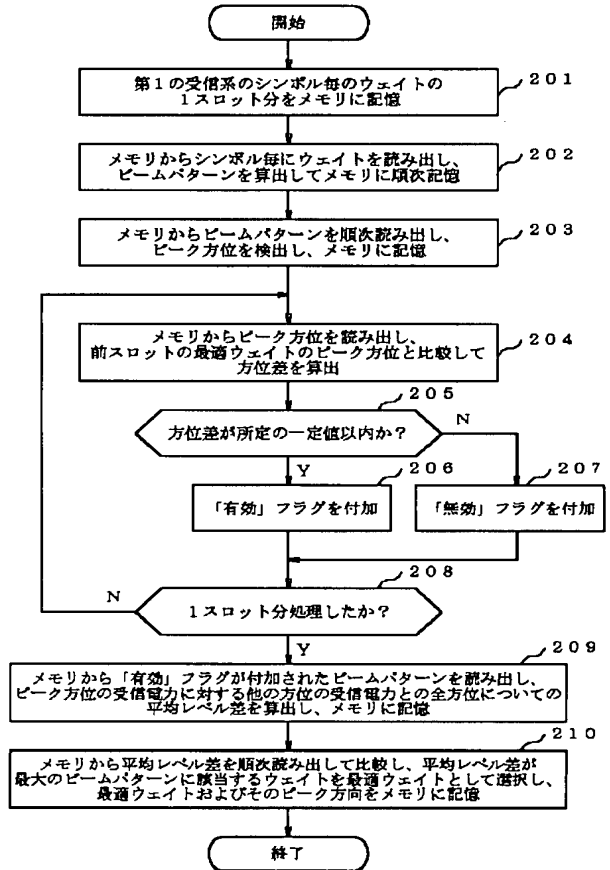 開始
第１の受信系のシンボル毎のウェイトの
１スロット分をメモリに記憶
２０１
メモリからシンボル毎にウェイトを読み出し、
ビームパターンを算出してメモリに順次記憶
２０２
メモリからビームパターンを順次読み出し、
ピーク方位を検出し、メモリに記憶
２０３
メモリからピーク方位を読み出し、
前スロットの最適ウェイトのピーク方位と比較して
方位差を算出
２０４
２０５
方位差が所定の一定値以内か？
N
Y
２０６
２０７
「有効」フラグを付加
「無効」フラグを付加
２０８
N
１スロット分処理したか？
Y
２０９
メモリから「有効」フラグが付加されたビームパターンを読み出し、
ピーク方位の受信電力に対する他の方位の受信電力との全方位についての
平均レベル差を算出し、メモリに記憶
２１０
メモリから平均レベル差を順次読み出して比較し、平均レベル差が
最大のビームパターンに該当するウェイトを最適ウェイトとして選択し、
最適ウェイトおよびそのピーク方向をメモリに記憶
終了